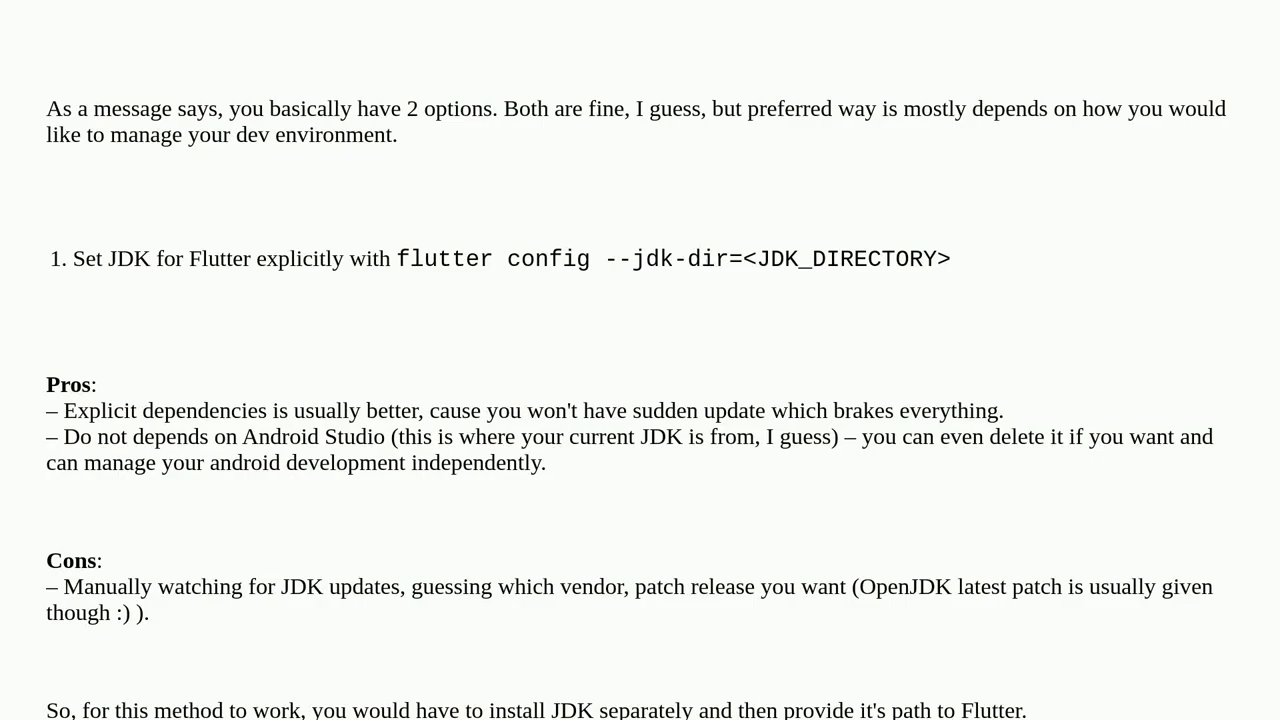 As a message says, you basically have 2 options. Both are fine, I guess, but preferred way is mostly depends on how you would
like to manage your dev environment.
1. Set JDK for Flutter explicitly with flutter config --jdk-dir=<JDK_DIRECTORY>
Pros:
– Explicit dependencies is usually better, cause you won't have sudden update which brakes everything.
– Do not depends on Android Studio (this is where your current JDK is from, I guess) – you can even delete it if you want and
can manage your android development independently.
Cons:
– Manually watching for JDK updates, guessing which vendor, patch release you want (OpenJDK latest patch is usually given
though :) ).
So, for this method to work, you would have to install JDK separately and then provide it's path to Flutter.